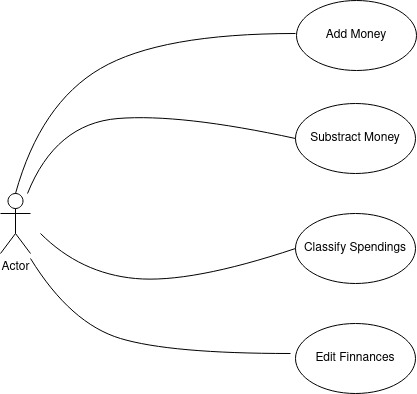 Add Money
Substract Money
Classify Spendings
Actor
Edit Finnances